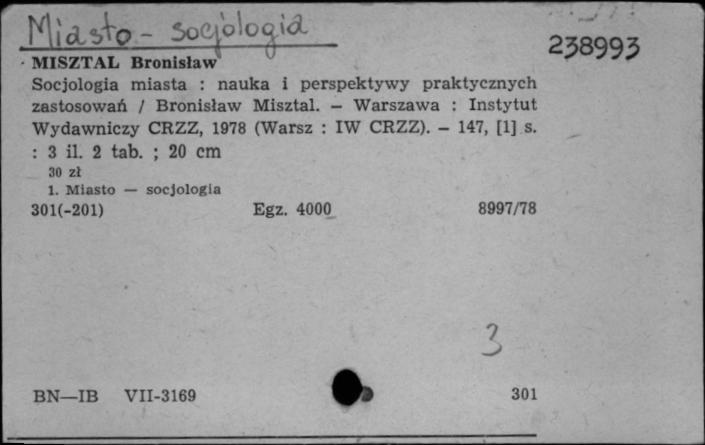 Miasto - socjologia
238993
MISZTAL Bronisław
Socjologia miasta : nauka i perspektywy praktycznych
zastosowań / Bronisław Misztal. — Warszawa : Instytut
Wydawniczy CRZZ, 1978 (Warsz : IW CRZZ). — 147, [1] s.
: 3 il. 2 tab. ; 20 cm
30 zł
1. Miasto — socjologia
301(-201) Egz. 4000 8997/78
3
BN—IB VII-3169 301